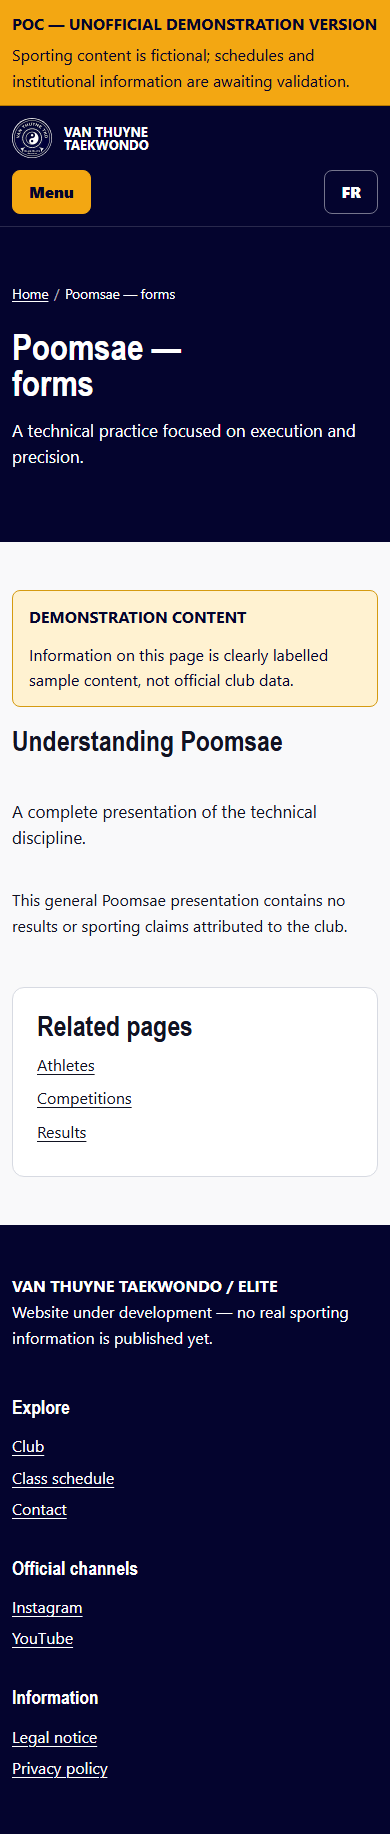 POC — UNOFFICIAL DEMONSTRATION VERSION
Sporting content is fictional; schedules and
institutional information are awaiting validation.
VAN THUYNE
TAEKWONDO
Menu
FR
Home / Poomsae — forms
Poomsae —
forms
A technical practice focused on execution and
precision.
DEMONSTRATION CONTENT
Information on this page is clearly labelled
sample content, not official club data.
Understanding Poomsae
A complete presentation of the technical
discipline.
This general Poomsae presentation contains no
results or sporting claims attributed to the club.
Related pages
Athletes
Competitions
Results
VAN THUYNE TAEKWONDO / ELITE
Website under development — no real sporting
information is published yet.
Explore
Club
Class schedule
Contact
Official channels
Instagram
YouTube
Information
Legal notice
Privacy policy